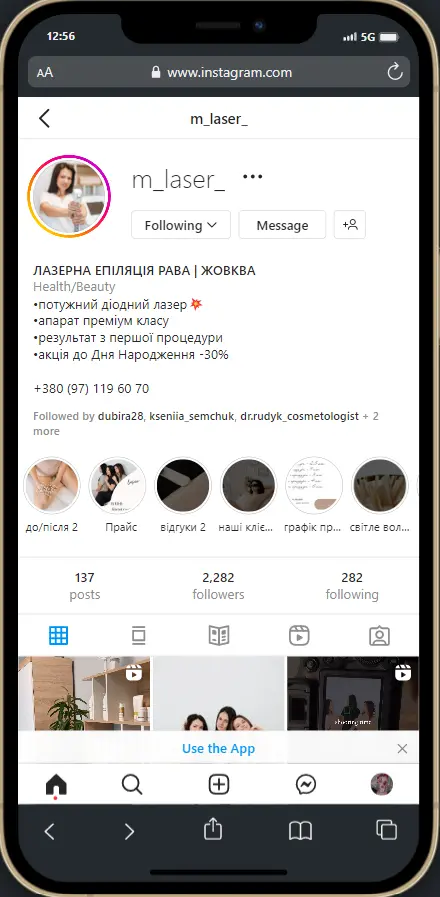 12:56
5G
AA
www.instagram.com
m_laser_
m_laser_
Following
Message
ЛАЗЕРНА ЕПІЛЯЦІЯ РАВА | ЖОВКВА
Health/Beauty
•потужний діодний лазер
•апарат преміум класу
•результат з першої процедури
•акція до Дня Народження -30%
+380 (97) 119 60 70
Followed by dubira28, kseniia_semchuk, dr.rudyk_cosmetologist + 2
more
до/після 2
Прайс
відгуки 2
наші кліє...
графік пр...
світле вол...
137
posts
2,282
followers
282
following
Use the App